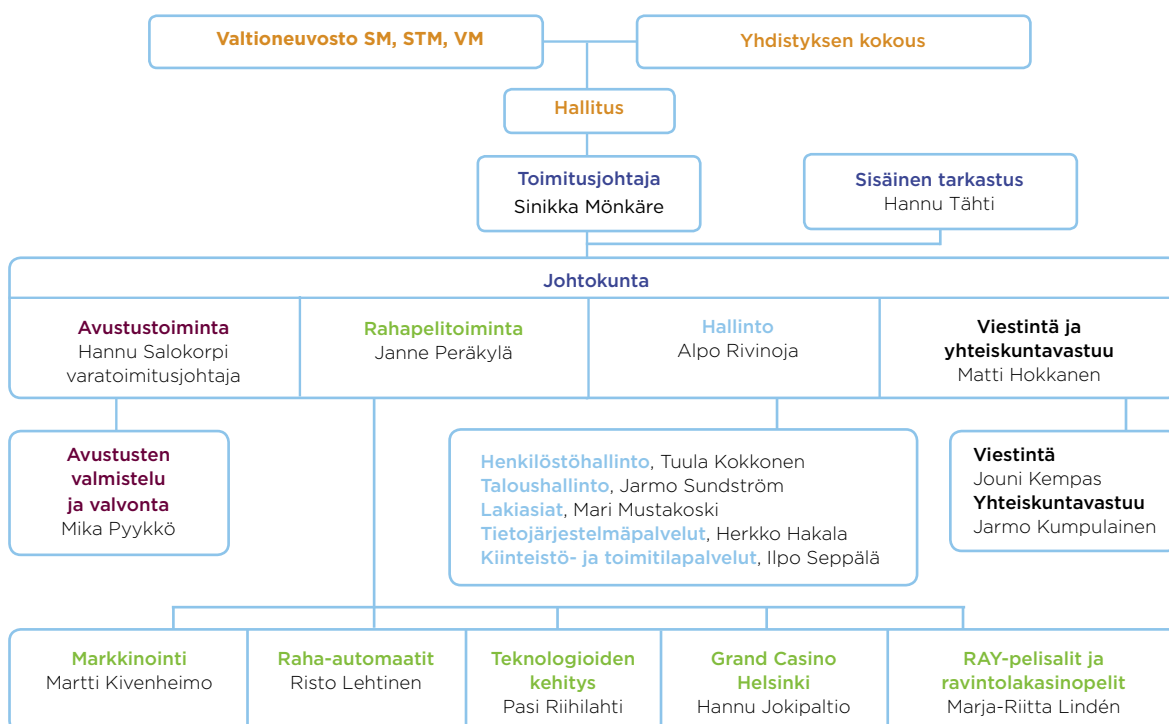 Valtioneuvosto SM, STM, VM
Yhdistyksen kokous
Hallitus
Toimitusjohtaja
Sinikka Mönkäre
Sisäinen tarkastus
Hannu Tähti
Johtokunta
Avustustoiminta
Hannu Salokorpi
varatoimitusjohtaja
Rahapelitoiminta
Janne Peräkylä
Hallinto
Alpo Rivinoja
Viestintä ja
yhteiskuntavastuu
Matti Hokkanen
Avustusten
valmistelu
ja valvonta
Mika Pyykkö
Henkilöstöhallinto, Tuula Kokkonen
Taloushallinto, Jarmo Sundström
Lakiasiat, Mari Mustakoski
Tietojärjestelmäpalvelut, Herkko Hakala
Kiinteistö- ja toimitilapalvelut, Ilpo Seppälä
Viestintä
Jouni Kempas
Yhteiskuntavastuu
Jarmo Kumpulainen
Markkinointi
Martti Kivenheimo
Raha-automaatit
Risto Lehtinen
Teknologioiden
kehitys
Pasi Riihilahti
Grand Casino
Helsinki
Hannu Jokipaltio
RAY-pelisalit ja
ravintolakasinopelit
Marja-Riitta Lindén